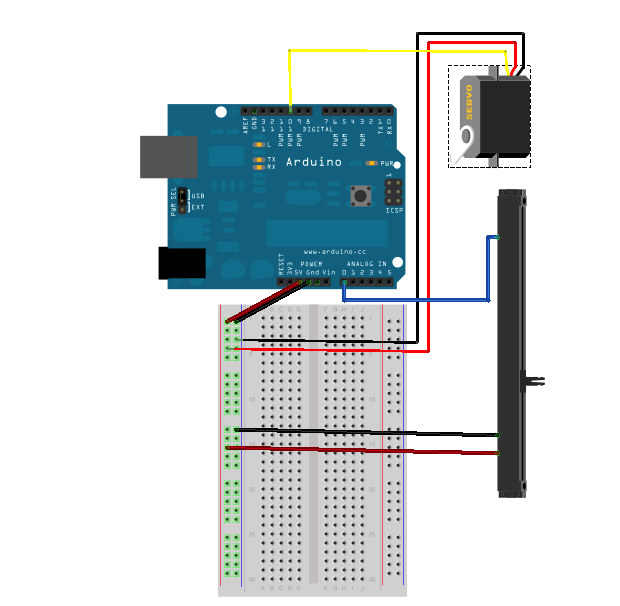 SERVO
AREF
GND
13
12
PWM 11
PWM 10
PWM 9
8
7
PWM 6
PWM 5
4
PWM 3
2
TX 1
RX 0
DIGITAL
L
TX
RX
Arduino
PWR
1
ICSP
PWR SEL
USB
EXT
www.arduino.cc
POWER
ANALOG IN
RESET
3V3
5V Gnd Vin
0 1 2 3 4 5
A B C D E F G H I J
1
5
10
15
20
25
30
A B C D E F G H I J